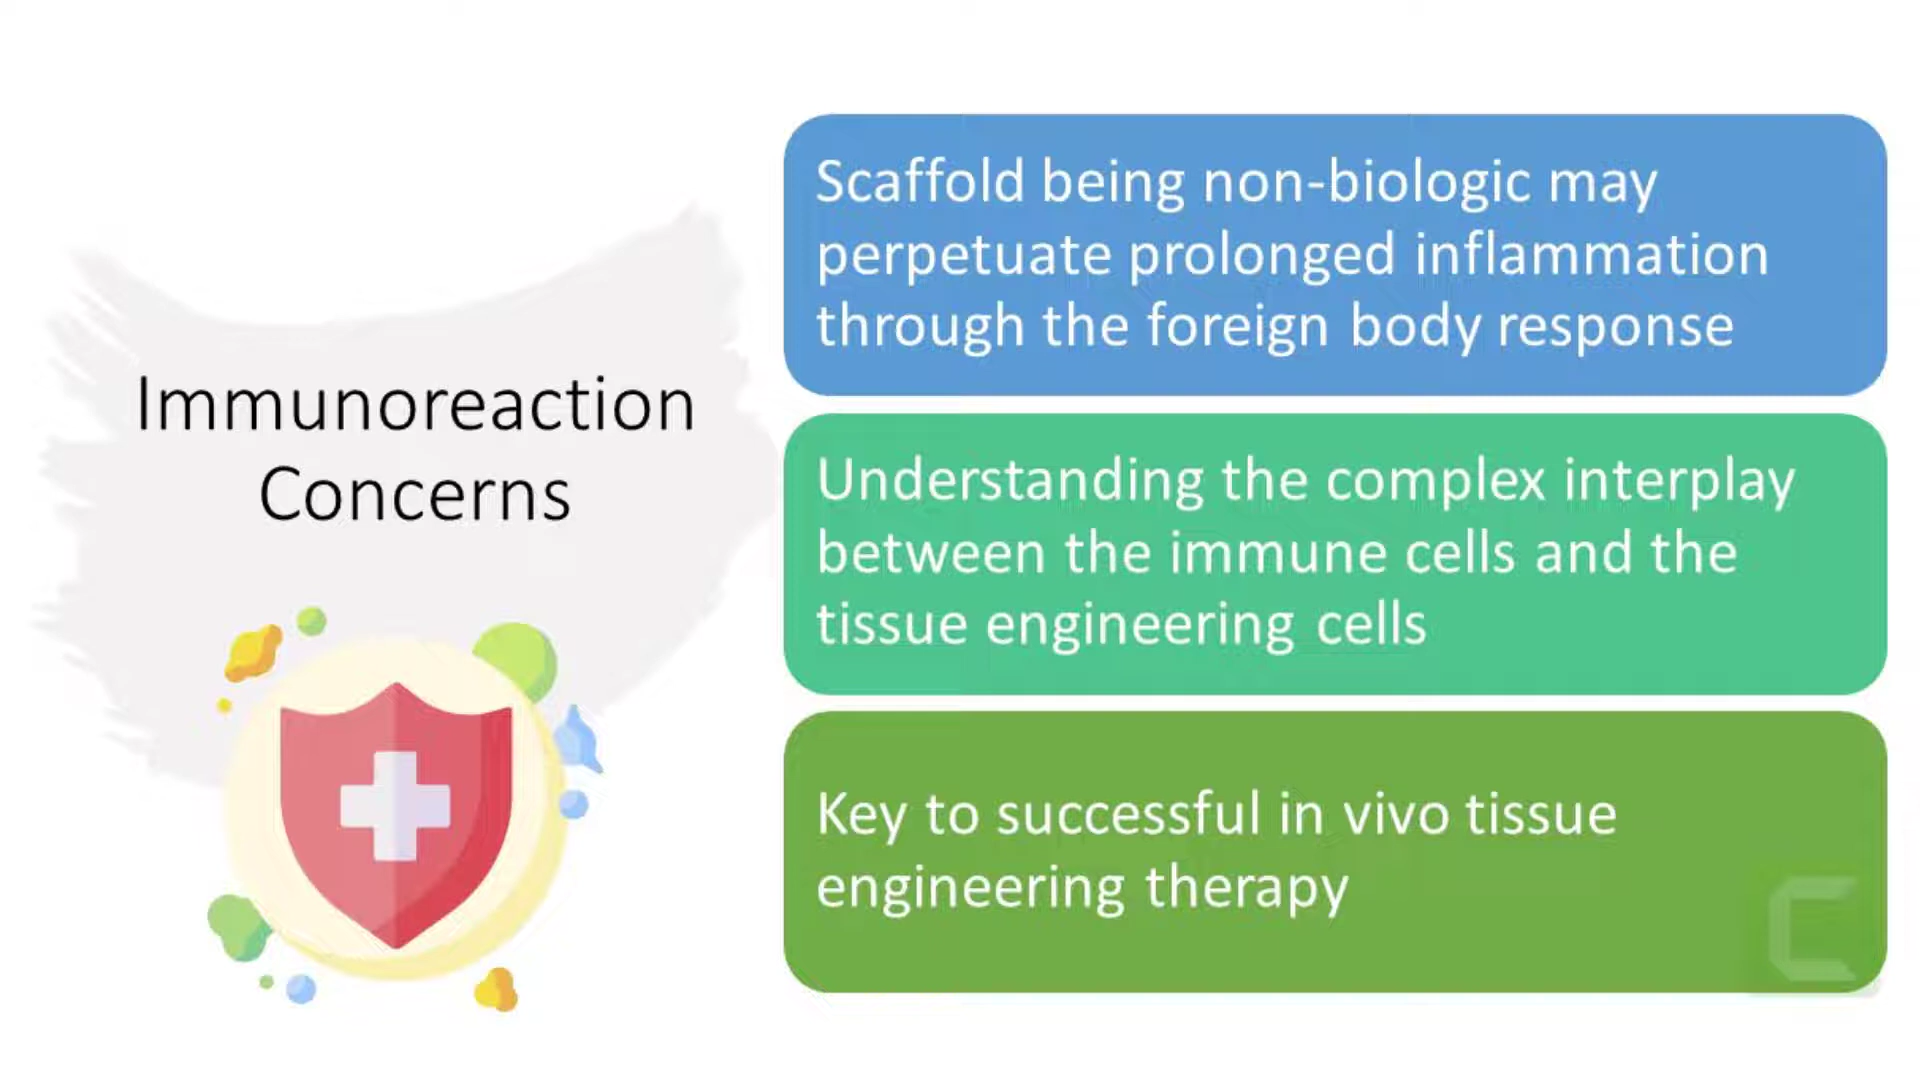 Immunoreaction
Concerns
Scaffold being non-biologic may
perpetuate prolonged inflammation
through the foreign body response
Understanding the complex interplay
between the immune cells and the
tissue engineering cells
Key to successful in vivo tissue
engineering therapy